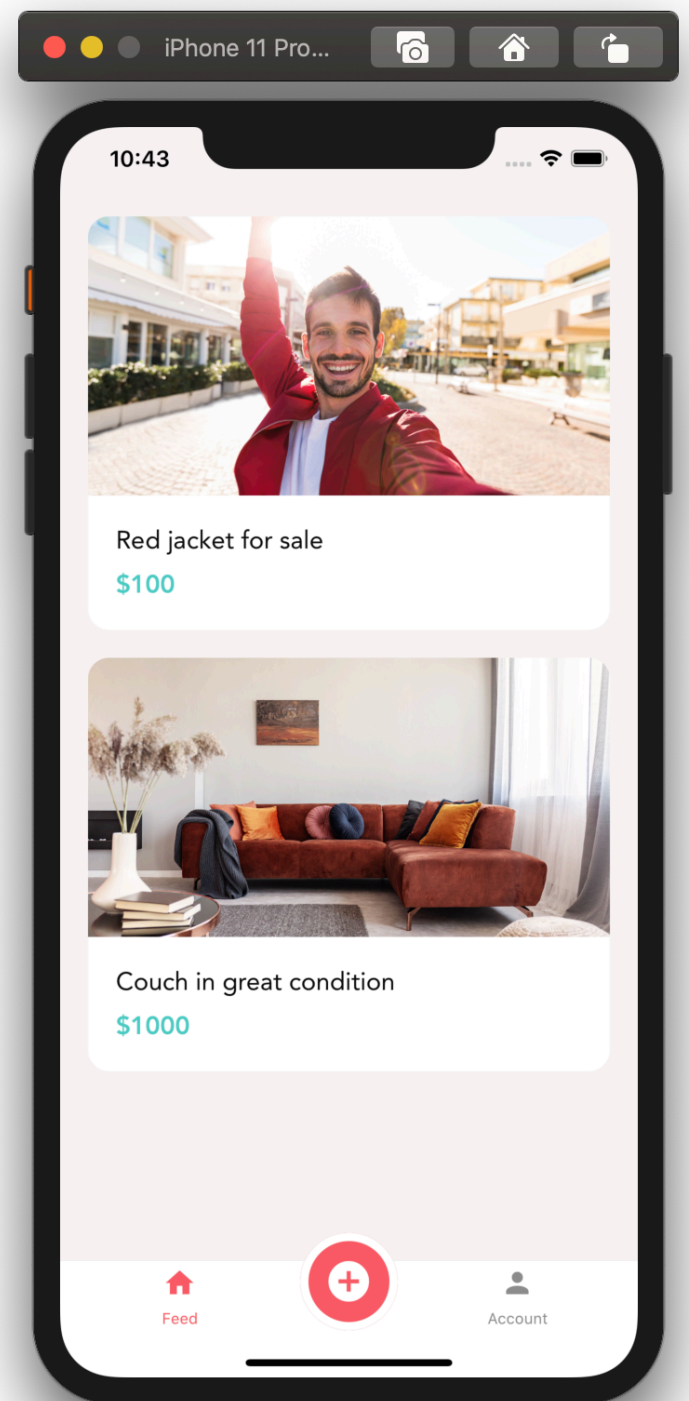 iPhone 11 Pro...
10:43
Red jacket for sale
$100
Couch in great condition
$1000
Feed
Account